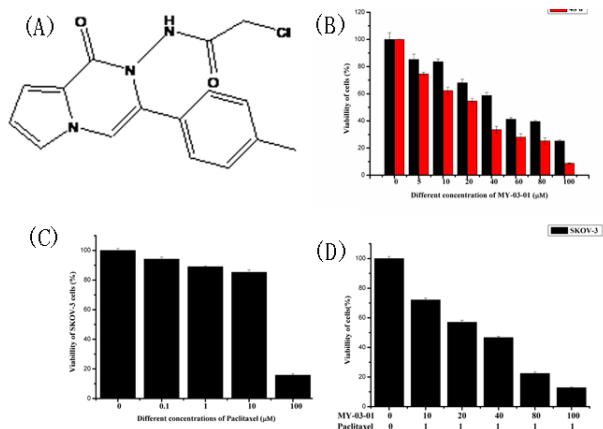 (A)
O
H
N
Cl
N
O
N
(B)
Viability of cells (%)
120
100
80
60
40
20
0
0 5 10 20 40 60 80 100
Different concentration of MY-03-01 (μM)
(C)
Viability of SKOV-3 cells (%)
100
80
60
40
20
0
0 0.1 1 10 100
Different concentrations of Paclitaxel (μM)
(D)
SKOV-3
Viability of cells(%)
100
80
60
40
20
0
MY-03-01 0 10 20 40 80 100
Paclitaxel 0 1 1 1 1 1